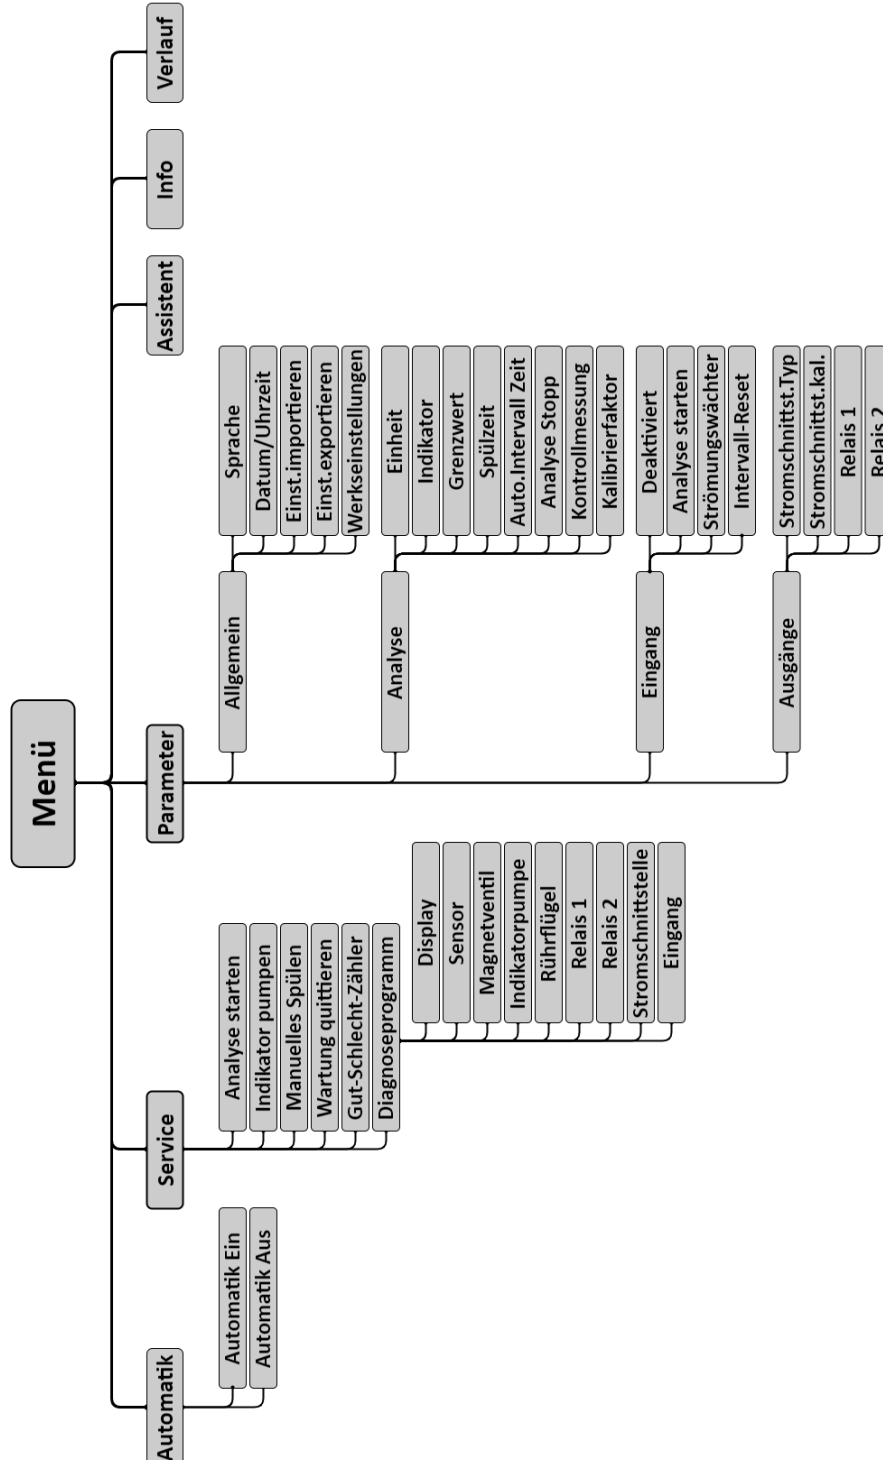 Menü
Automatik
Automatik Ein
Automatik Aus
Service
Analyse starten
Indikator pumpen
Manuelles Spülen
Wartung quittieren
Gut-Schlecht-Zähler
Diagnoseprogramm
Display
Sensor
Magnetventil
Indikatorpumpe
Rührflügel
Relais 1
Relais 2
Stromschnittstelle
Eingang
Parameter
Allgemein
Sprache
Datum/Uhrzeit
Einst.importieren
Einst.exportieren
Werkseinstellungen
Analyse
Einheit
Indikator
Grenzwert
Spülzeit
Auto.Intervall Zeit
Analyse Stopp
Kontrollmessung
Kalibrierfaktor
Eingang
Deaktiviert
Analyse starten
Strömungswächter
Intervall-Reset
Ausgänge
Stromschnittst.Typ
Stromschnittst.kal.
Relais 1
Relais 2
Assistent
Info
Verlauf